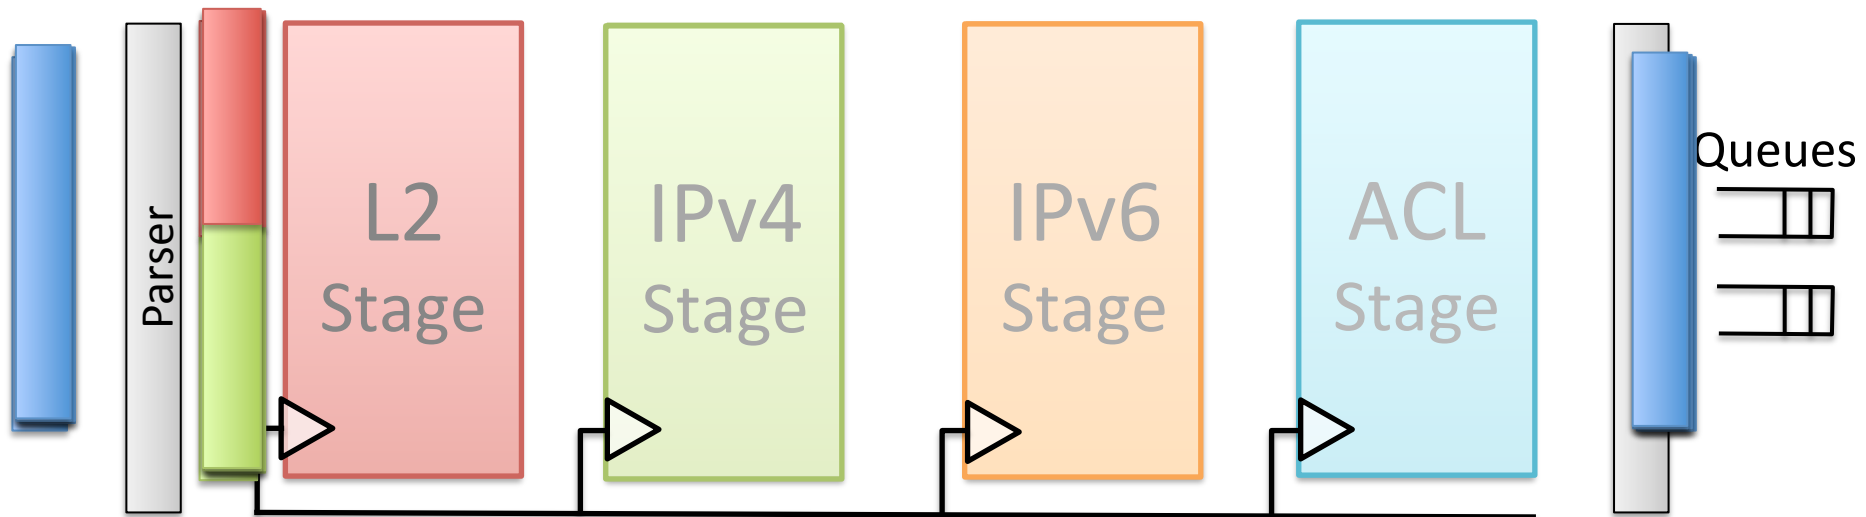 Parser
L2
Stage
IPv4
Stage
IPv6
Stage
ACL
Stage
Queues